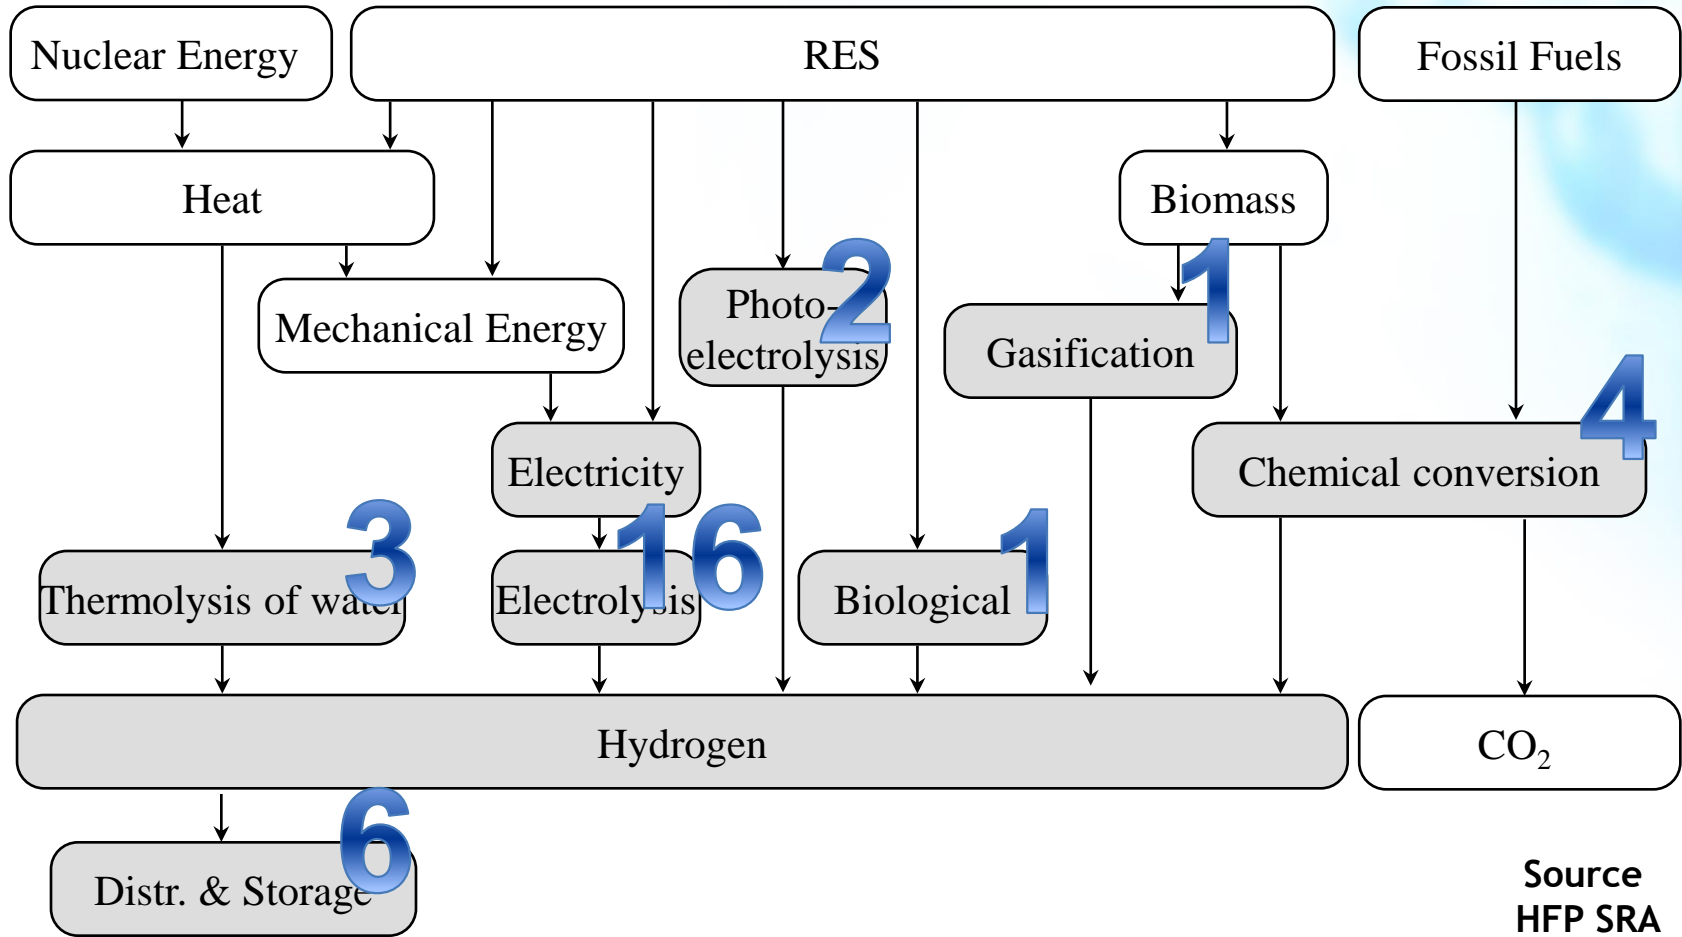 Nuclear Energy
RES
Fossil Fuels
Heat
Biomass
Mechanical Energy
Photo-
electrolysis
2
Gasification
1
Electricity
Chemical conversion
4
Thermolysis of water
3
Electrolysis
16
Biological
1
Hydrogen
CO₂
Distr. & Storage
6
Source
HFP SRA